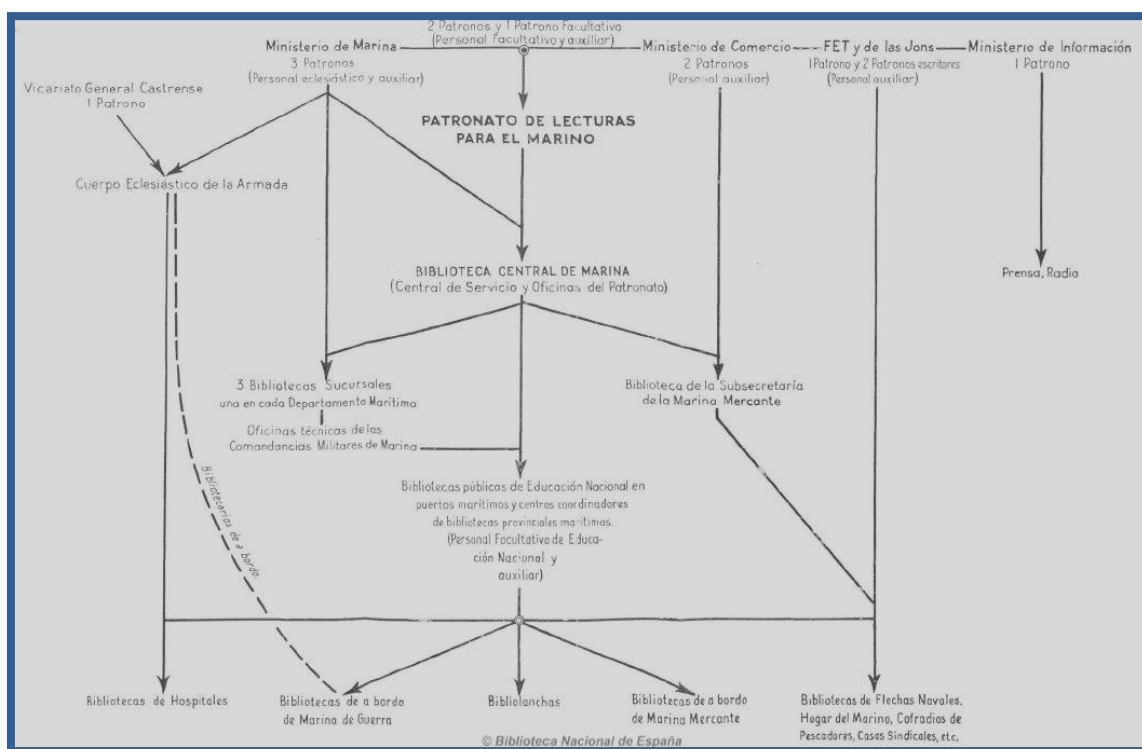 2 Patronos y 1 Patrono Facultativo
(Personal Facultativo y auxiliar)
Ministerio de Marina
3 Patronos
(Personal eclesiástico y auxiliar)
Ministerio de Comercio
2 Patronos
(Personal auxiliar)
FET y de las Jons
1 Patrono y 2 Patronos escritores
(Personal auxiliar)
Ministerio de Información
1 Patrono
Vicariato General Castrense
1 Patrono
PATRONATO DE LECTURAS
PARA EL MARINO
Cuerpo Eclesiástico de la Armada
BIBLIOTECA CENTRAL DE MARINA
(Central de Servicio y Oficinas del Patronato)
Prensa, Radio
3 Bibliotecas Sucursales
una en cada Departamento Marítimo
Oficinas técnicas de las
Comandancias Militares de Marina
Biblioteca de la Subsecretaría
de la Marina Mercante
Bibliotecas públicas de Educación Nacional en
puertos marítimos y centros coordinadores
de bibliotecas provinciales marítimas.
(Personal Facultativo de Educa-
ción Nacional y
auxiliar)
Bibliotecarios de a bordo
Bibliotecas de Hospitales
Bibliotecas de a bordo
de Marina de Guerra
Bibliolanchas
Bibliotecas de a bordo
de Marina Mercante
Bibliotecas de Flechas Navales,
Hogar del Marino, Cofradías de
Pescadores, Casas Sindicales, etc.
© Biblioteca Nacional de España